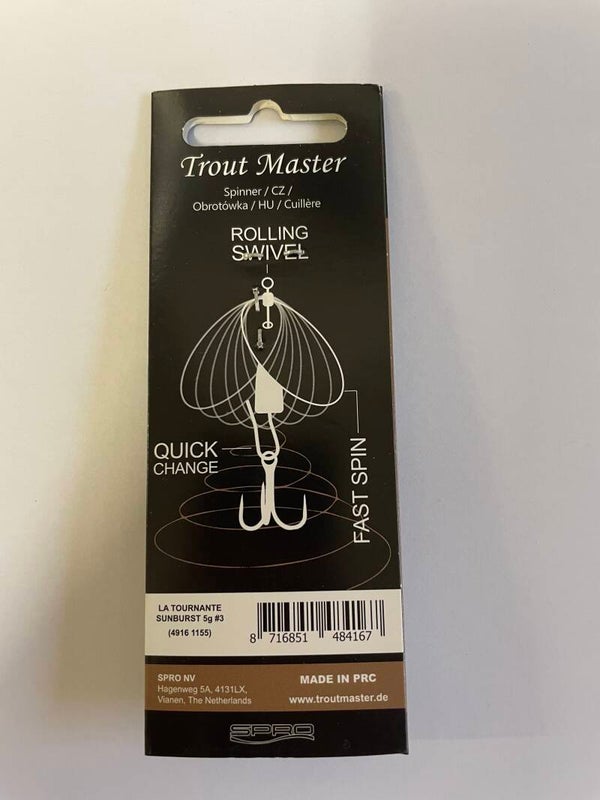 Trout Master
Spinner / CZ /
Obrotówka / HU / Cuillère
ROLLING
SWIVEL
QUICK
CHANGE
FAST SPIN
LA TOURNANTE
SUNBURST 5g #3
(4916 1155)
8 716851 484167
SPRO NV
Hagenweg 5A, 4131LX,
Vianen, The Netherlands
MADE IN PRC
www.troutmaster.de
SPRO